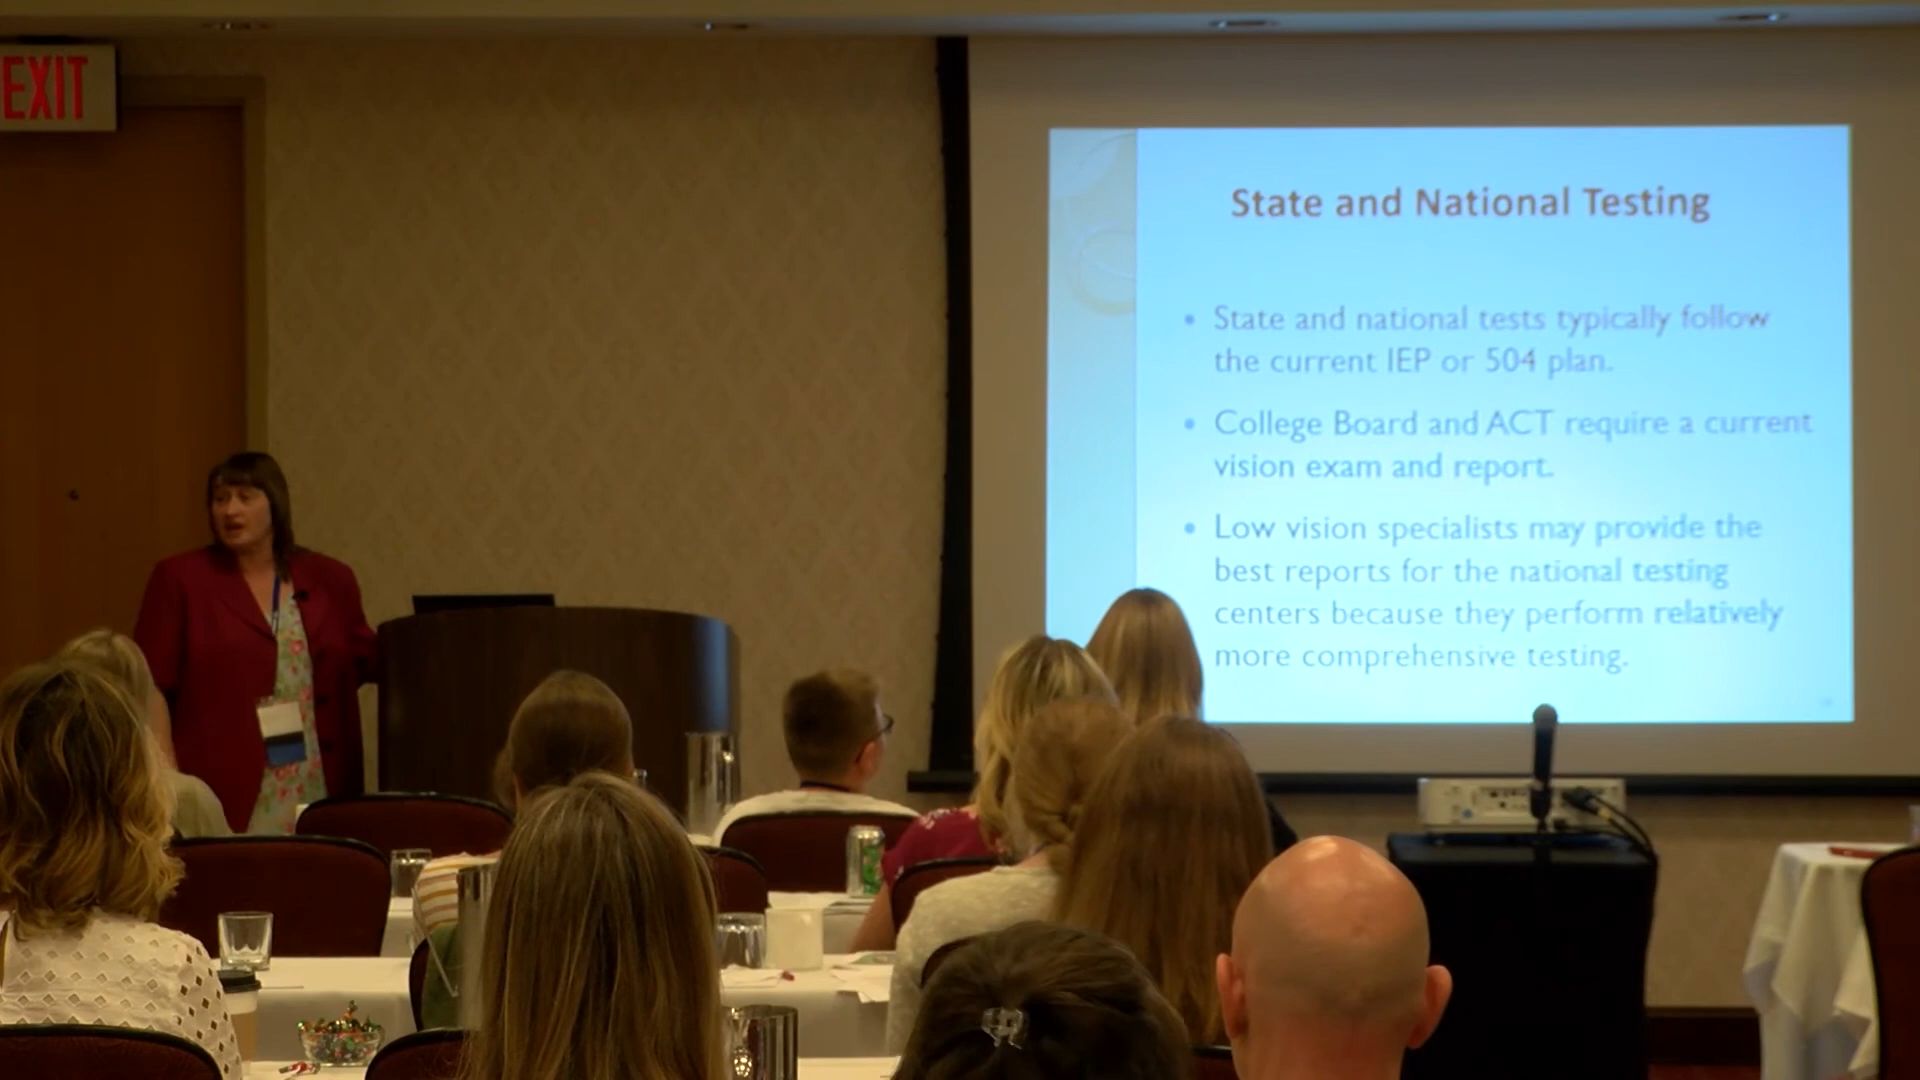 EXIT
State and National Testing
• State and national tests typically follow
the current IEP or 504 plan.
• College Board and ACT require a current
vision exam and report.
• Low vision specialists may provide the
best reports for the national testing
centers because they perform relatively
more comprehensive testing.